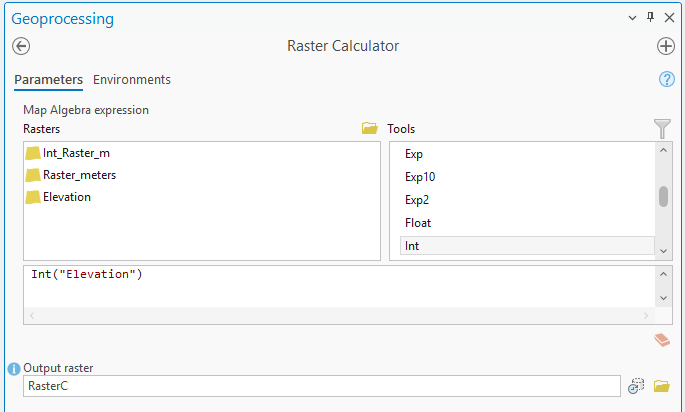 Geoprocessing
Raster Calculator
Parameters Environments
Map Algebra expression
Rasters
Tools
Int_Raster_m
Raster_meters
Elevation
Exp
Exp10
Exp2
Float
Int
Int("Elevation")
Output raster
RasterC